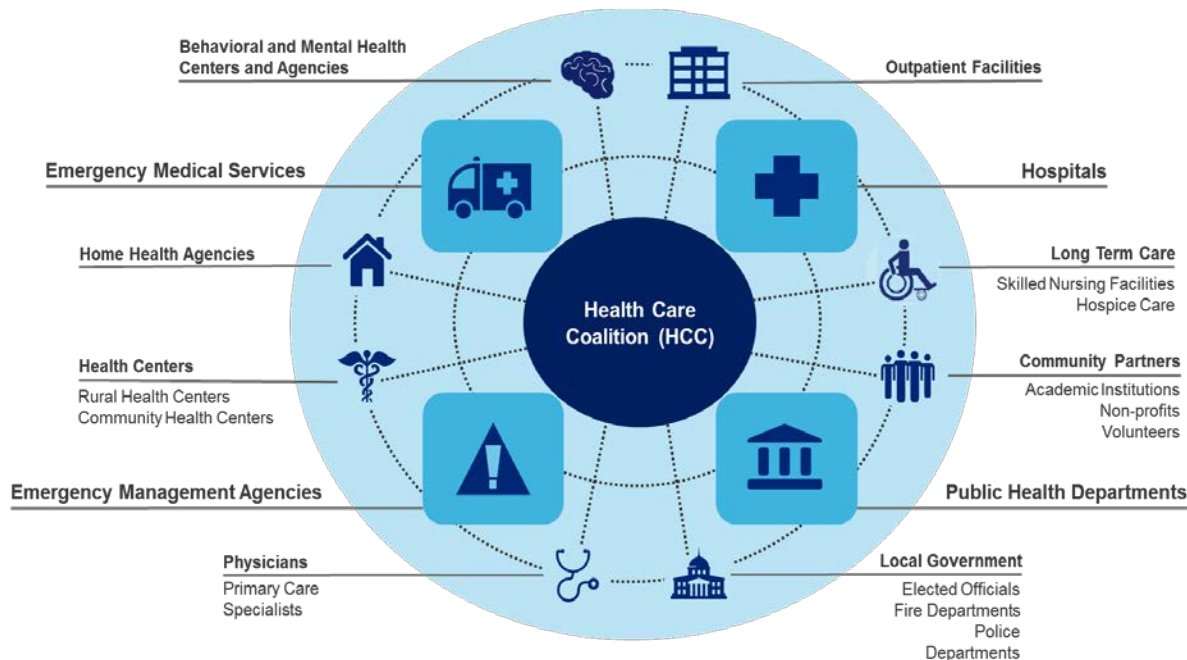 Behavioral and Mental Health
Centers and Agencies
Outpatient Facilities
Emergency Medical Services
Hospitals
Home Health Agencies
Long Term Care
Skilled Nursing Facilities
Hospice Care
Health Care
Coalition (HCC)
Health Centers
Rural Health Centers
Community Health Centers
Community Partners
Academic Institutions
Non-profits
Volunteers
Emergency Management Agencies
Public Health Departments
Physicians
Primary Care
Specialists
Local Government
Elected Officials
Fire Departments
Police
Departments